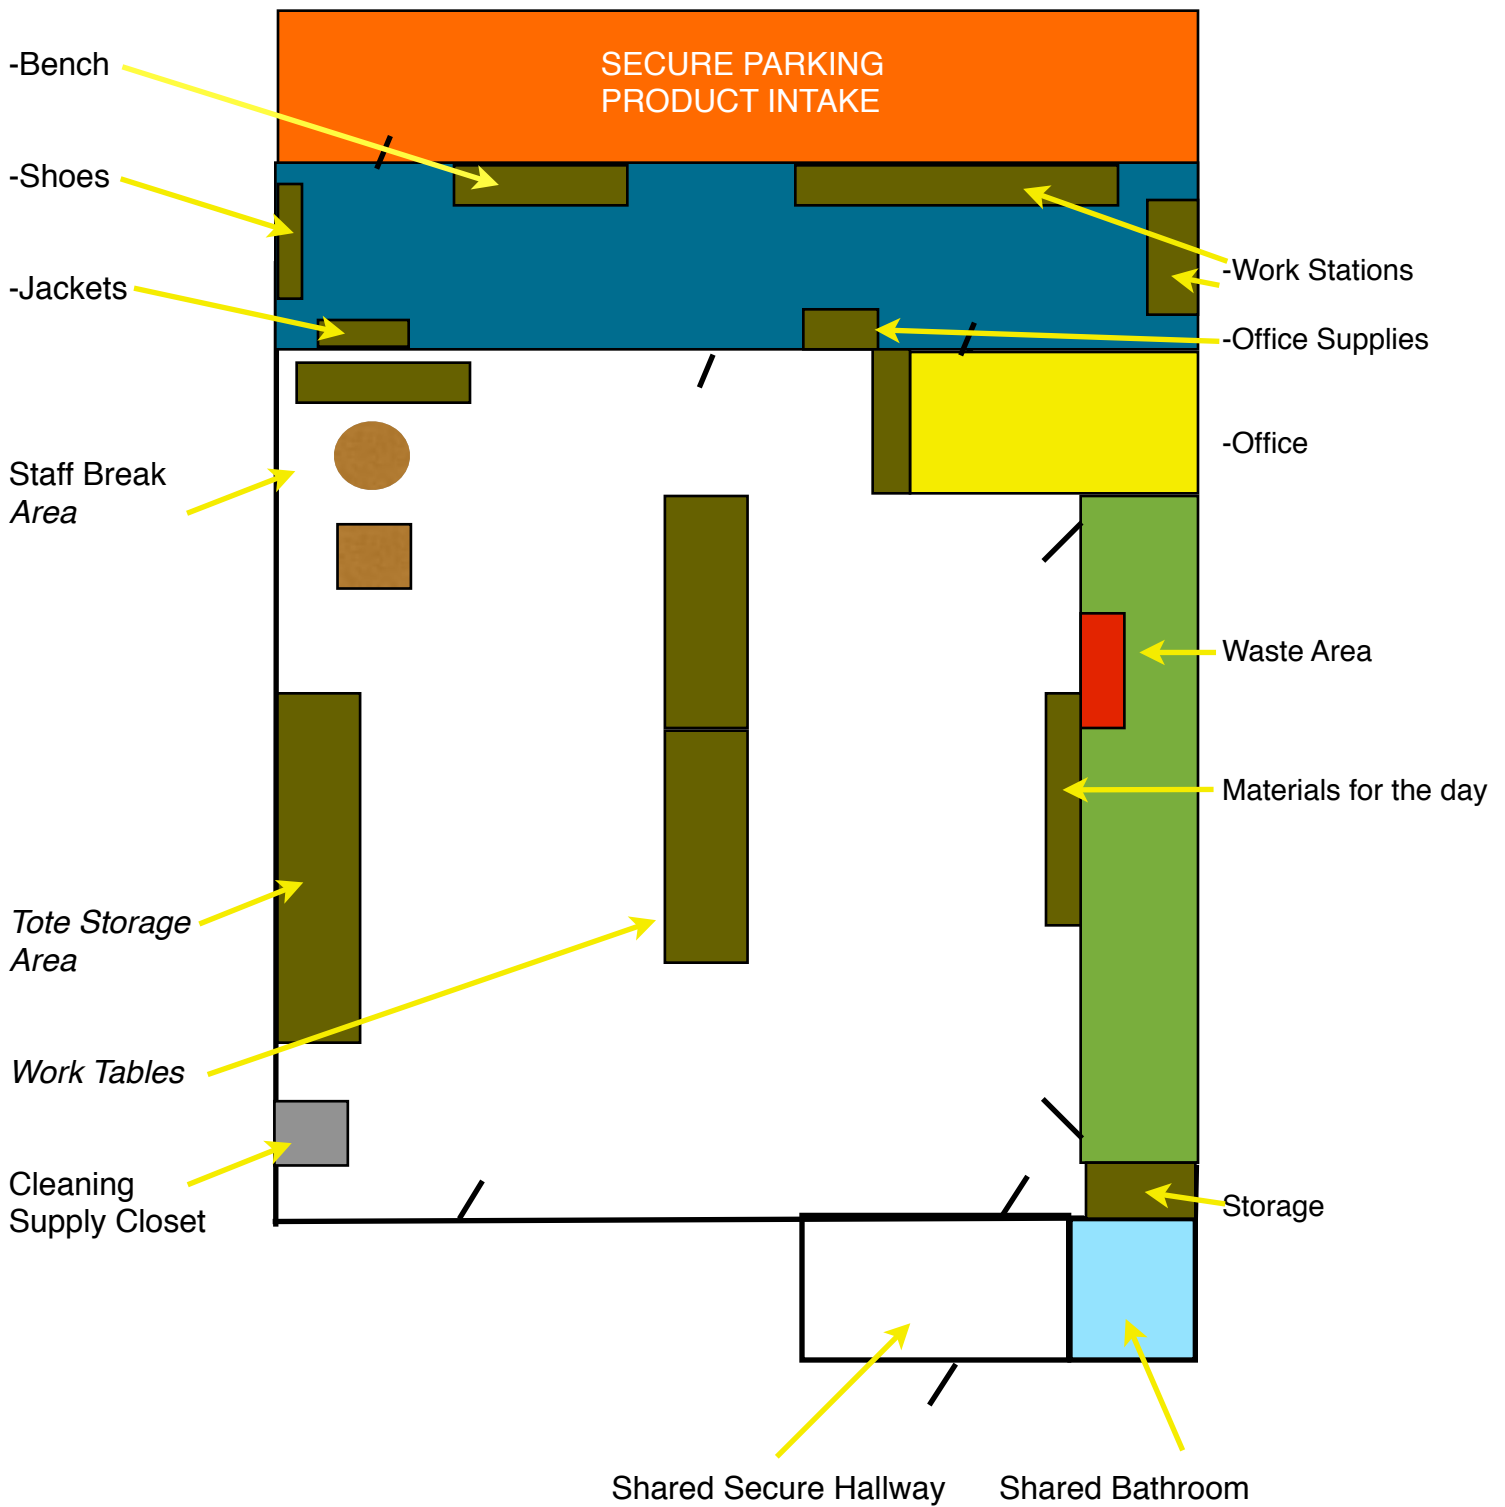 SECURE PARKING
PRODUCT INTAKE
-Bench
-Shoes
-Jackets
-Work Stations
-Office Supplies
-Office
Staff Break
Area
Waste Area
Materials for the day
Tote Storage
Area
Work Tables
Cleaning
Supply Closet
Storage
Shared Secure Hallway
Shared Bathroom